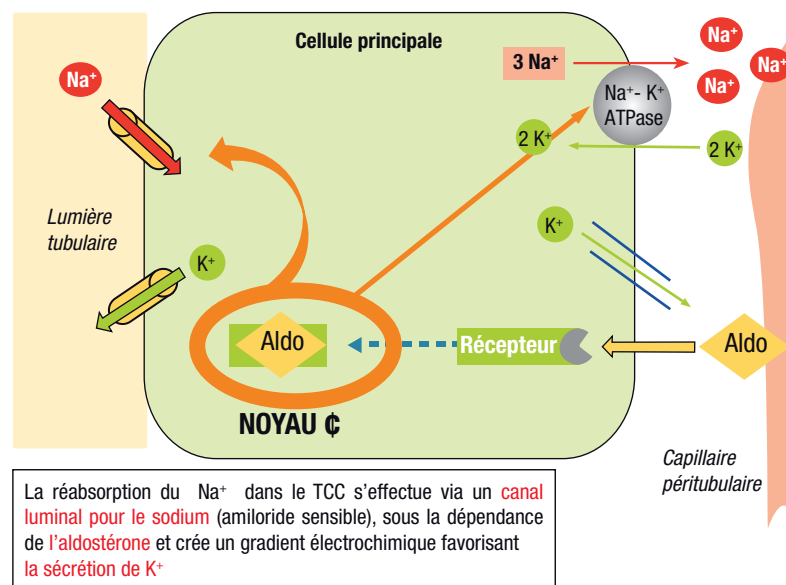 Cellule principale
3 Na⁺
Na⁺
Na⁺
Na⁺
Na⁺
Na⁺- K⁺
ATPase
2 K⁺
2 K⁺
Lumière
tubulaire
K⁺
K⁺
Aldo
Récepteur
Aldo
NOYAU ₵
Capillaire
péritubulaire
La réabsorption du Na⁺ dans le TCC s'effectue via un canal
luminal pour le sodium (amiloride sensible), sous la dépendance
de l'aldostérone et crée un gradient électrochimique favorisant
la sécrétion de K⁺